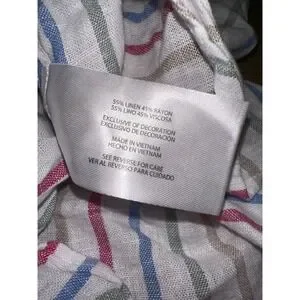 55% LINEN 45% RAYON
55% LINO 45% VISCOSA
EXCLUSIVE OF DECORATION
EXCLUSIVO DE DECORACIÓN
MADE IN VIETNAM
HECHO EN VIETNAM
SEE REVERSE FOR CARE
VER AL REVERSO PARA CUIDADO